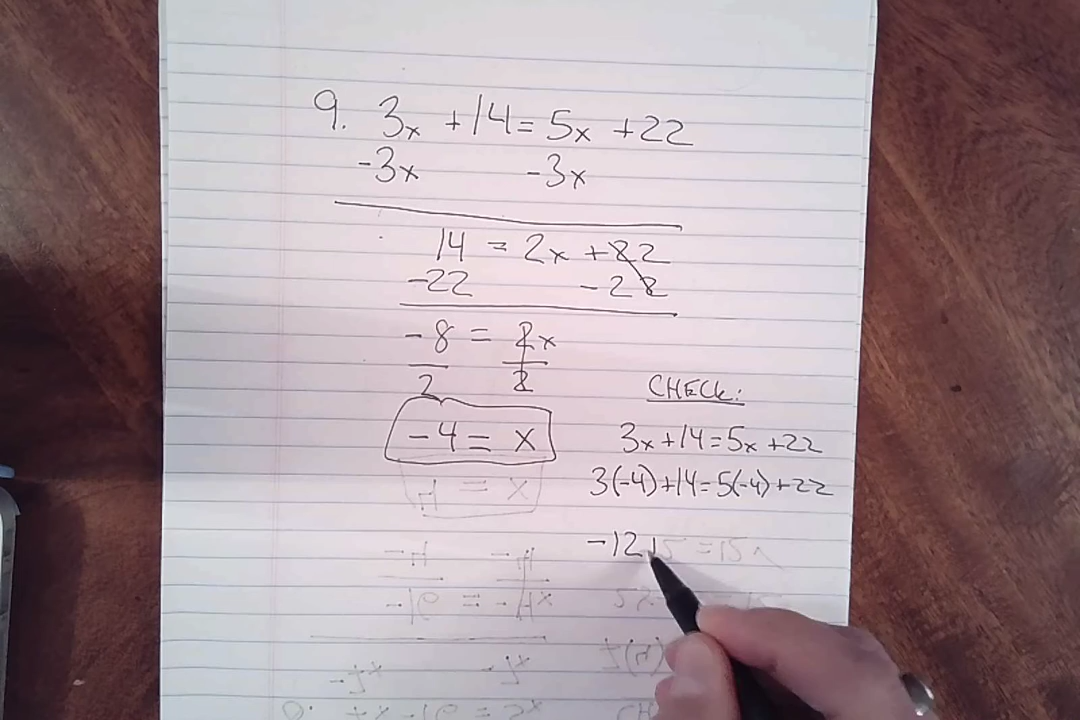 9. 3x +14 = 5x +22
-3x -3x
14 = 2x +22
-22 -22
-8 = 2x
2 2
CHECK:
-4 = x
3x+14=5x+22
3(-4)+14=5(-4)+22
-12